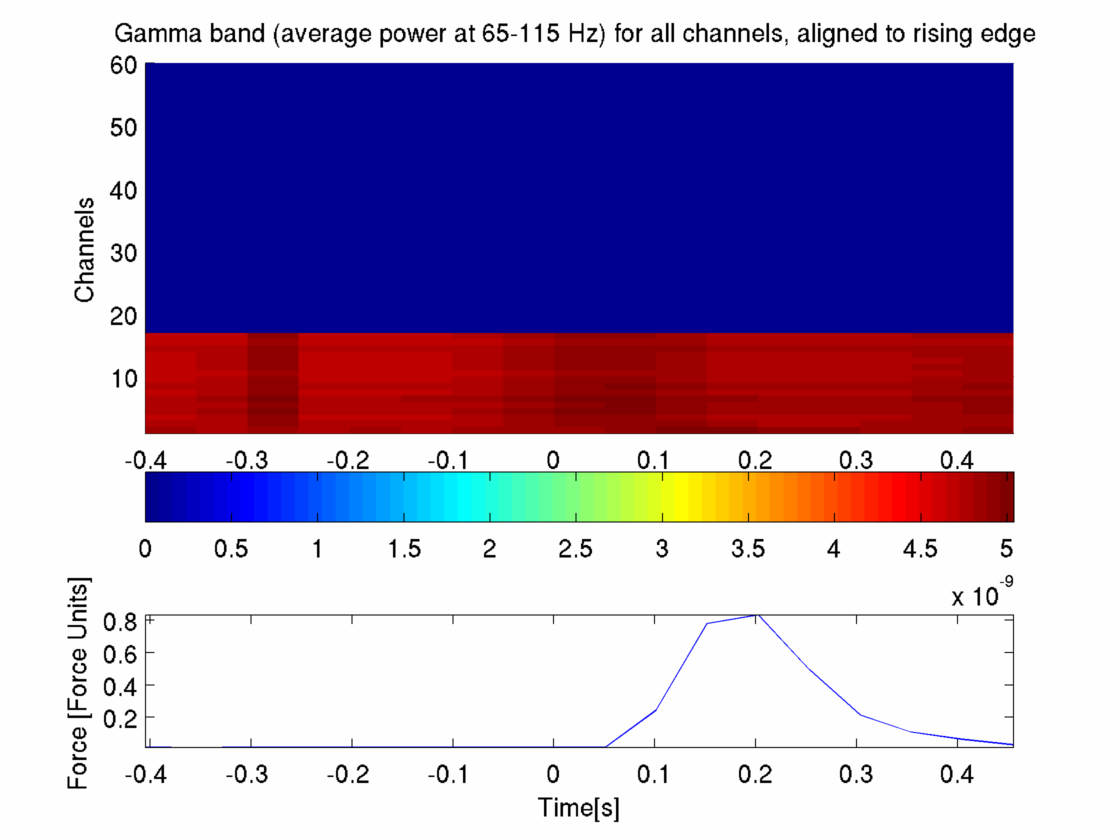 Gamma band (average power at 65-115 Hz) for all channels, aligned to rising edge
60
50
40
30
20
10
Channels
-0.4 -0.3 -0.2 -0.1 0 0.1 0.2 0.3 0.4
0 0.5 1 1.5 2 2.5 3 3.5 4 4.5 5
x 10-9
0.8
0.6
0.4
0.2
Force [Force Units]
-0.4 -0.3 -0.2 -0.1 0 0.1 0.2 0.3 0.4
Time[s]